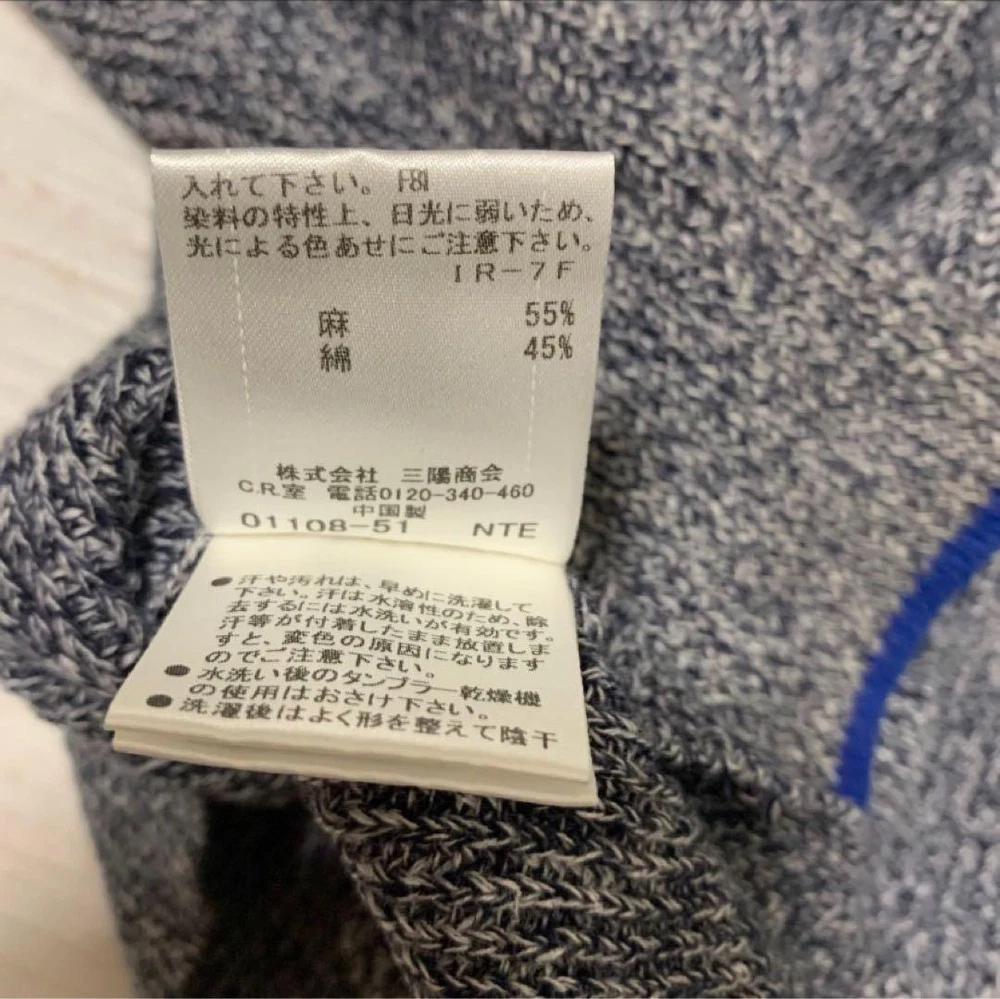 入れて下さい。 F81
染料の特性上、日光に弱いため、
光による色あせにご注意下さい。
IR-7F
麻 55%
綿 45%
株式会社 三陽商会
C.R.室 電話0120-340-460
中国製
01108-51 NTE
●汗や汚れは、早めに洗濯して
下さい。汗は水溶性のため、除
去するには水洗いが有効です。
汗等が付着したまま放置しま
すと、変色の原因になります
のでご注意下さい。
●水洗い後のタンブラー乾燥機
の使用はおさけ下さい。
●洗濯後はよく形を整えて陰干